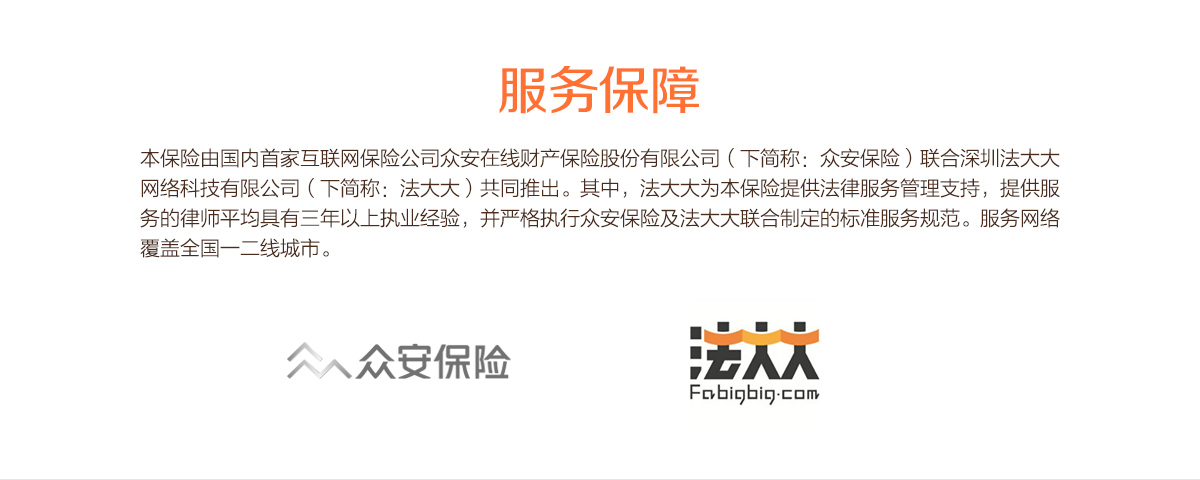 服务保障
本保险由国内首家互联网保险公司众安在线财产保险股份有限公司（下简称：众安保险）联合深圳法大大
网络科技有限公司（下简称：法大大）共同推出。其中，法大大为本保险提供法律服务管理支持，提供服
务的律师平均具有三年以上执业经验，并严格执行众安保险及法大大联合制定的标准服务规范。服务网络
覆盖全国一二线城市。
众安保险
法大大
Fabigbig.com